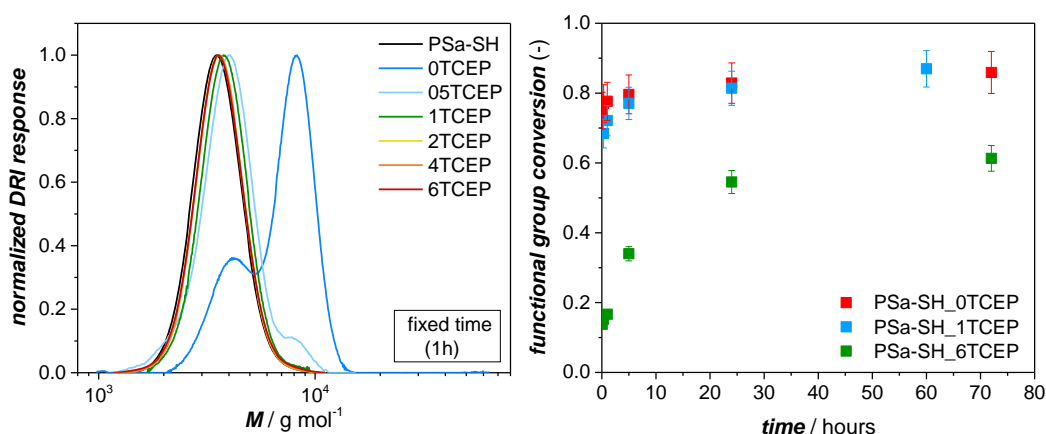 normalized DRI response
1.0
0.8
0.6
0.4
0.2
0.0
PSa-SH
0TCEP
05TCEP
1TCEP
2TCEP
4TCEP
6TCEP
fixed time
(1h)
10³
10⁴
M / g mol⁻¹
functional group conversion (-)
1.0
0.8
0.6
0.4
0.2
0.0
PSa-SH_0TCEP
PSa-SH_1TCEP
PSa-SH_6TCEP
0 10 20 30 40 50 60 70 80
time / hours